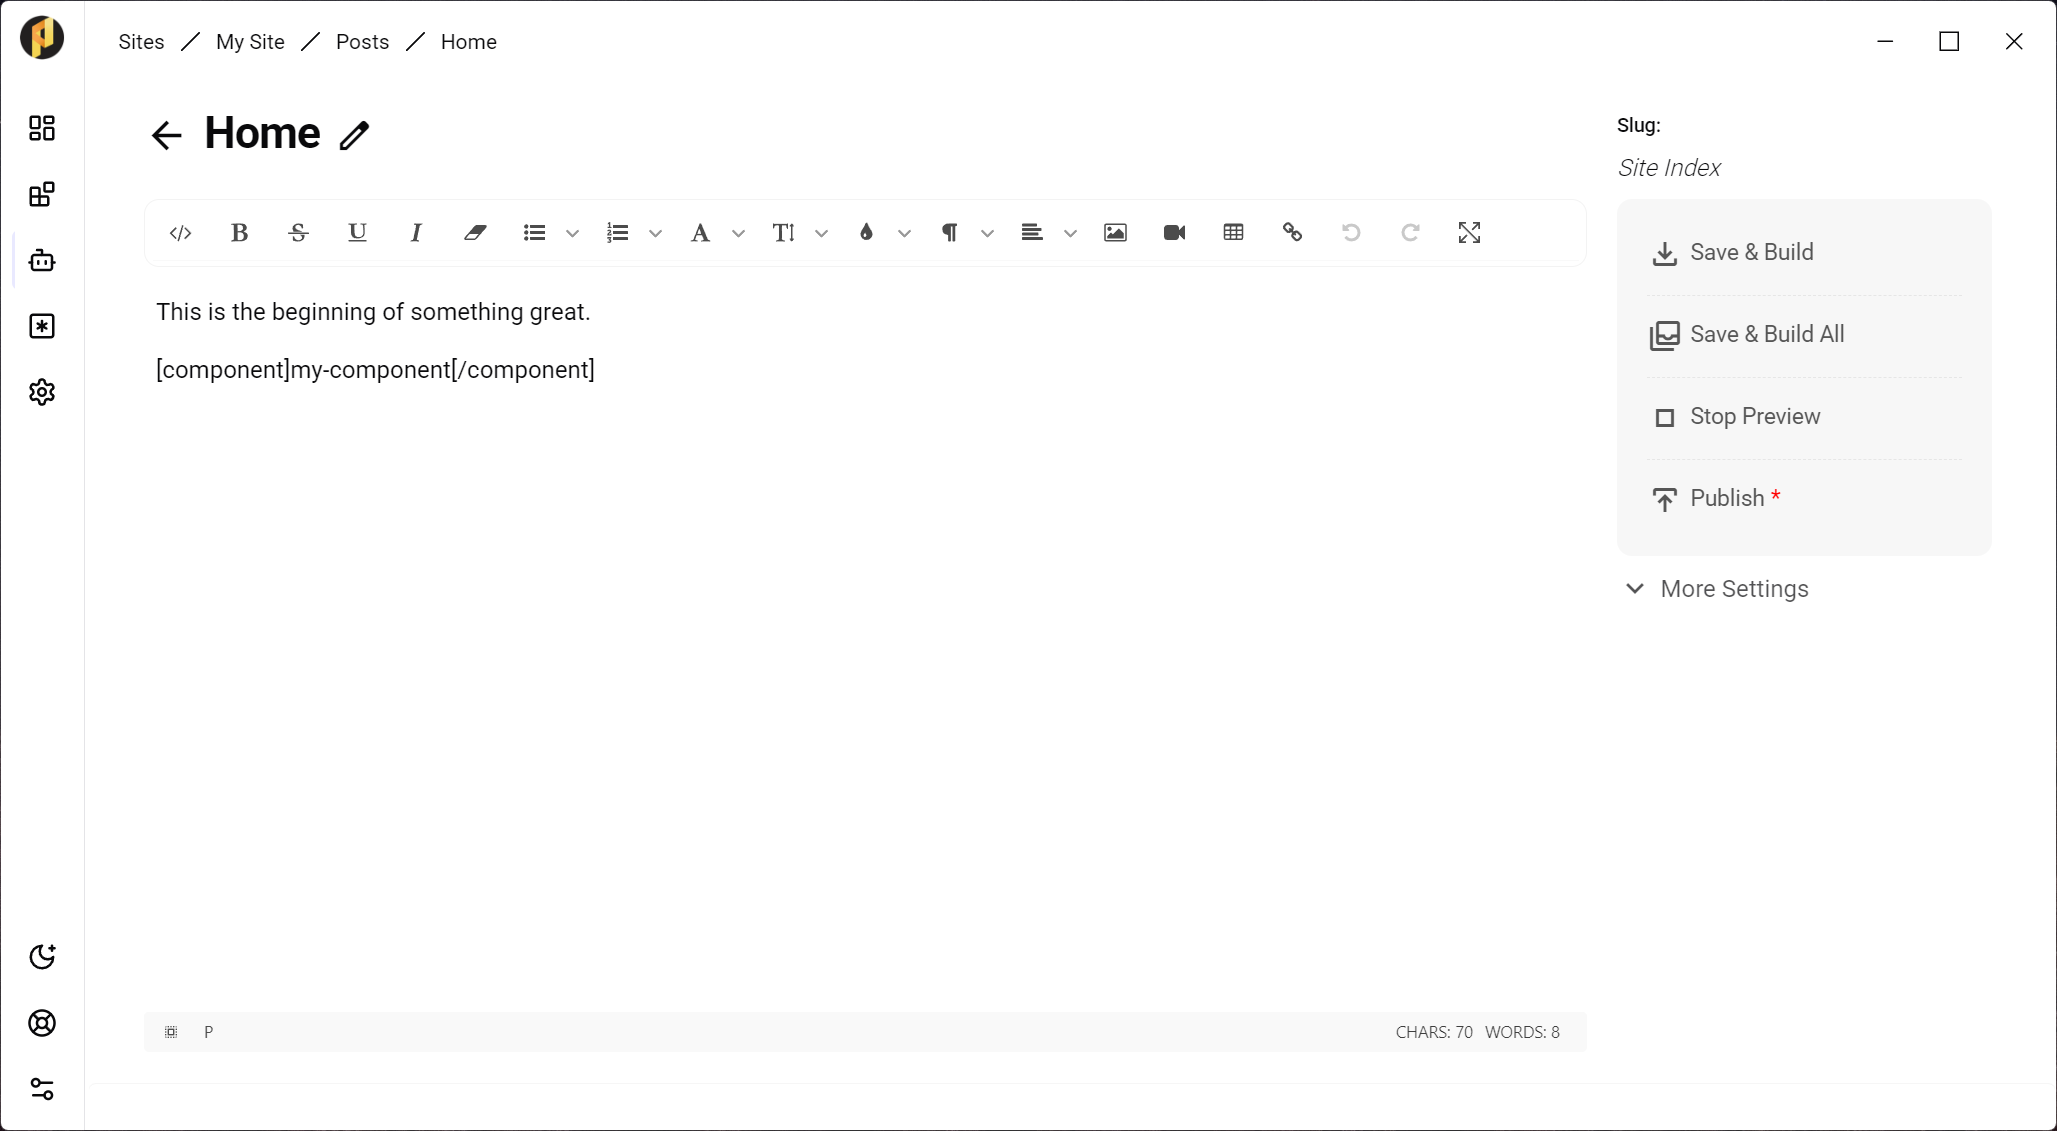 Sites / My Site / Posts / Home
Home
Slug:
Site Index
This is the beginning of something great.
[component]my-component[/component]
Save & Build
Save & Build All
Stop Preview
Publish *
More Settings
P
CHARS: 70 WORDS: 8